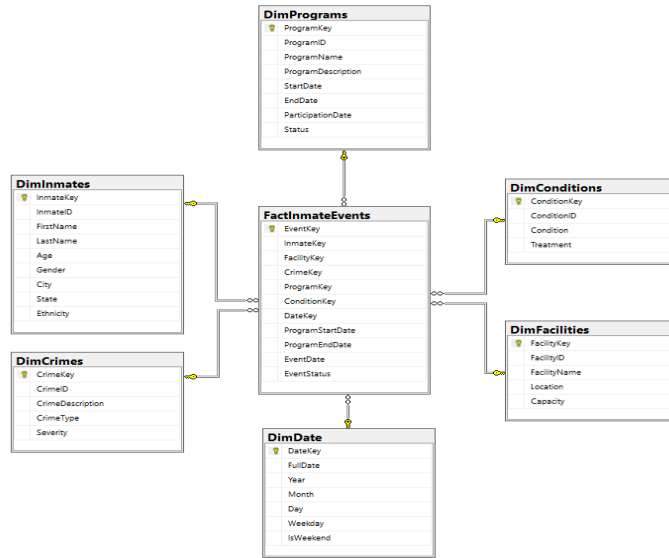 DimPrograms
ProgramKey
ProgramID
ProgramName
ProgramDescription
StartDate
EndDate
ParticipationDate
Status
DimInmates
InmateKey
InmateID
FirstName
LastName
Age
Gender
City
State
Ethnicity
FactInmateEvents
EventKey
InmateKey
FacilityKey
CrimeKey
ProgramKey
ConditionKey
DateKey
ProgramStartDate
ProgramEndDate
EventDate
EventStatus
DimConditions
ConditionKey
ConditionID
Condition
Treatment
DimCrimes
CrimeKey
CrimeID
CrimeDescription
CrimeType
Severity
DimFacilities
FacilityKey
FacilityID
FacilityName
Location
Capacity
DimDate
DateKey
FullDate
Year
Month
Day
Weekday
IsWeekend